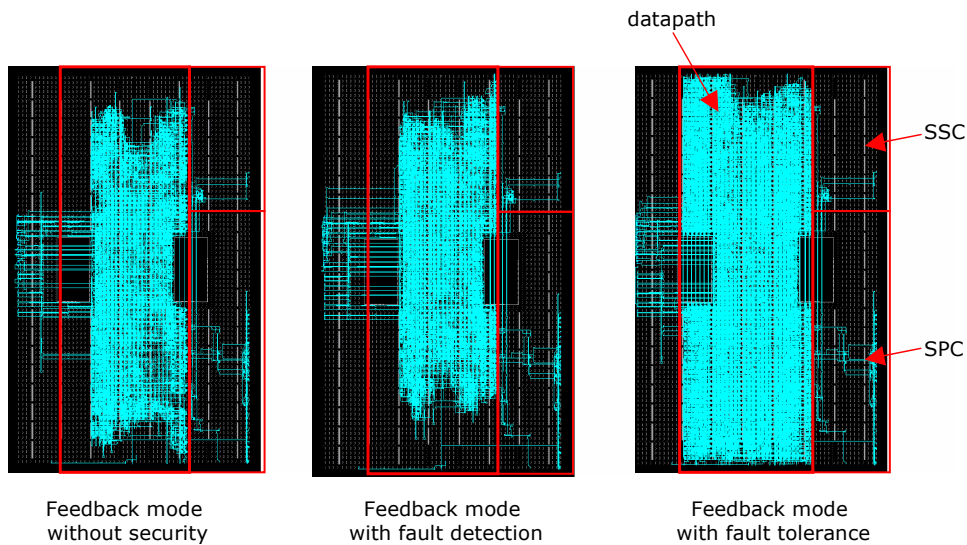 datapath
SSC
SPC
Feedback mode
without security
Feedback mode
with fault detection
Feedback mode
with fault tolerance